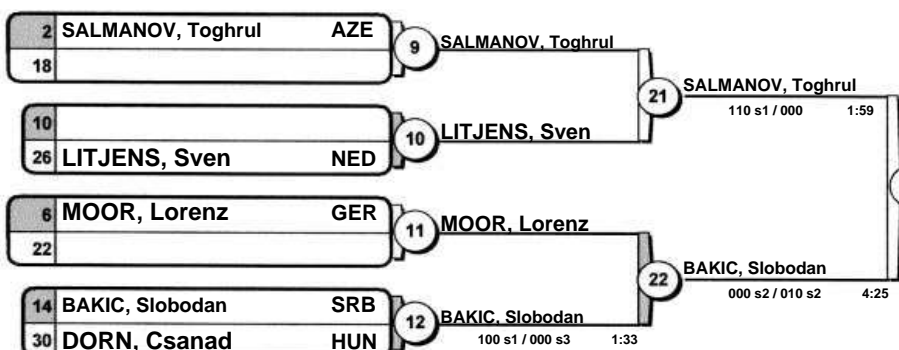 2 SALMANOV, Toghrul AZE
18
9
SALMANOV, Toghrul
10
26 LITJENS, Sven NED
10
LITJENS, Sven
21
SALMANOV, Toghrul
110 s1 / 000 1:59
6 MOOR, Lorenz GER
22
11
MOOR, Lorenz
14 BAKIC, Slobodan SRB
30 DORN, Csanad HUN
12
BAKIC, Slobodan
100 s1 / 000 s3 1:33
22
BAKIC, Slobodan
000 s2 / 010 s2 4:25